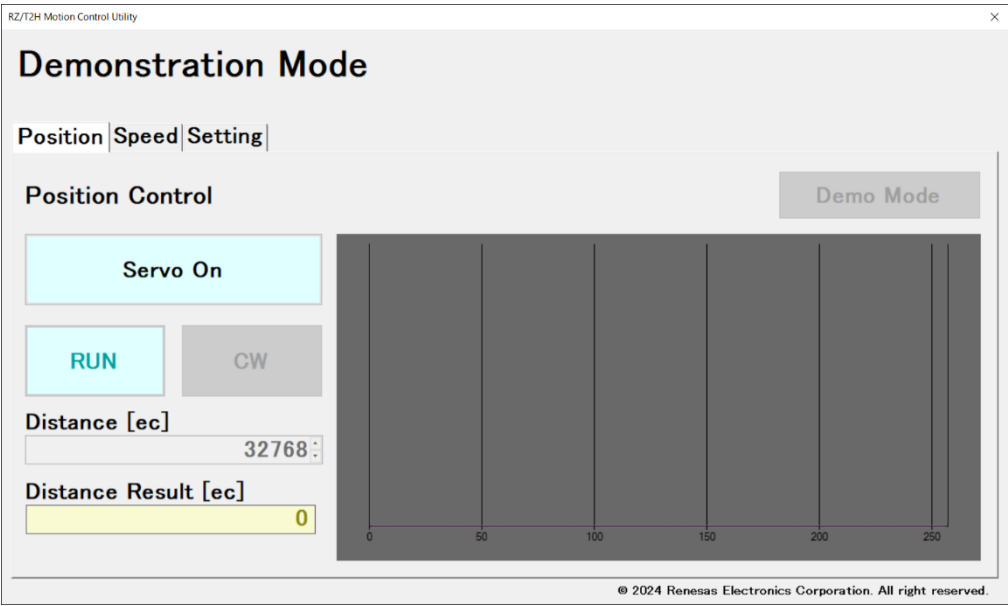 RZ/T2H Motion Control Utility
Demonstration Mode
Position Speed Setting
Position Control
Demo Mode
Servo On
RUN CW
Distance [ec]
32768
Distance Result [ec]
0
0 50 100 150 200 250
© 2024 Renesas Electronics Corporation. All right reserved.